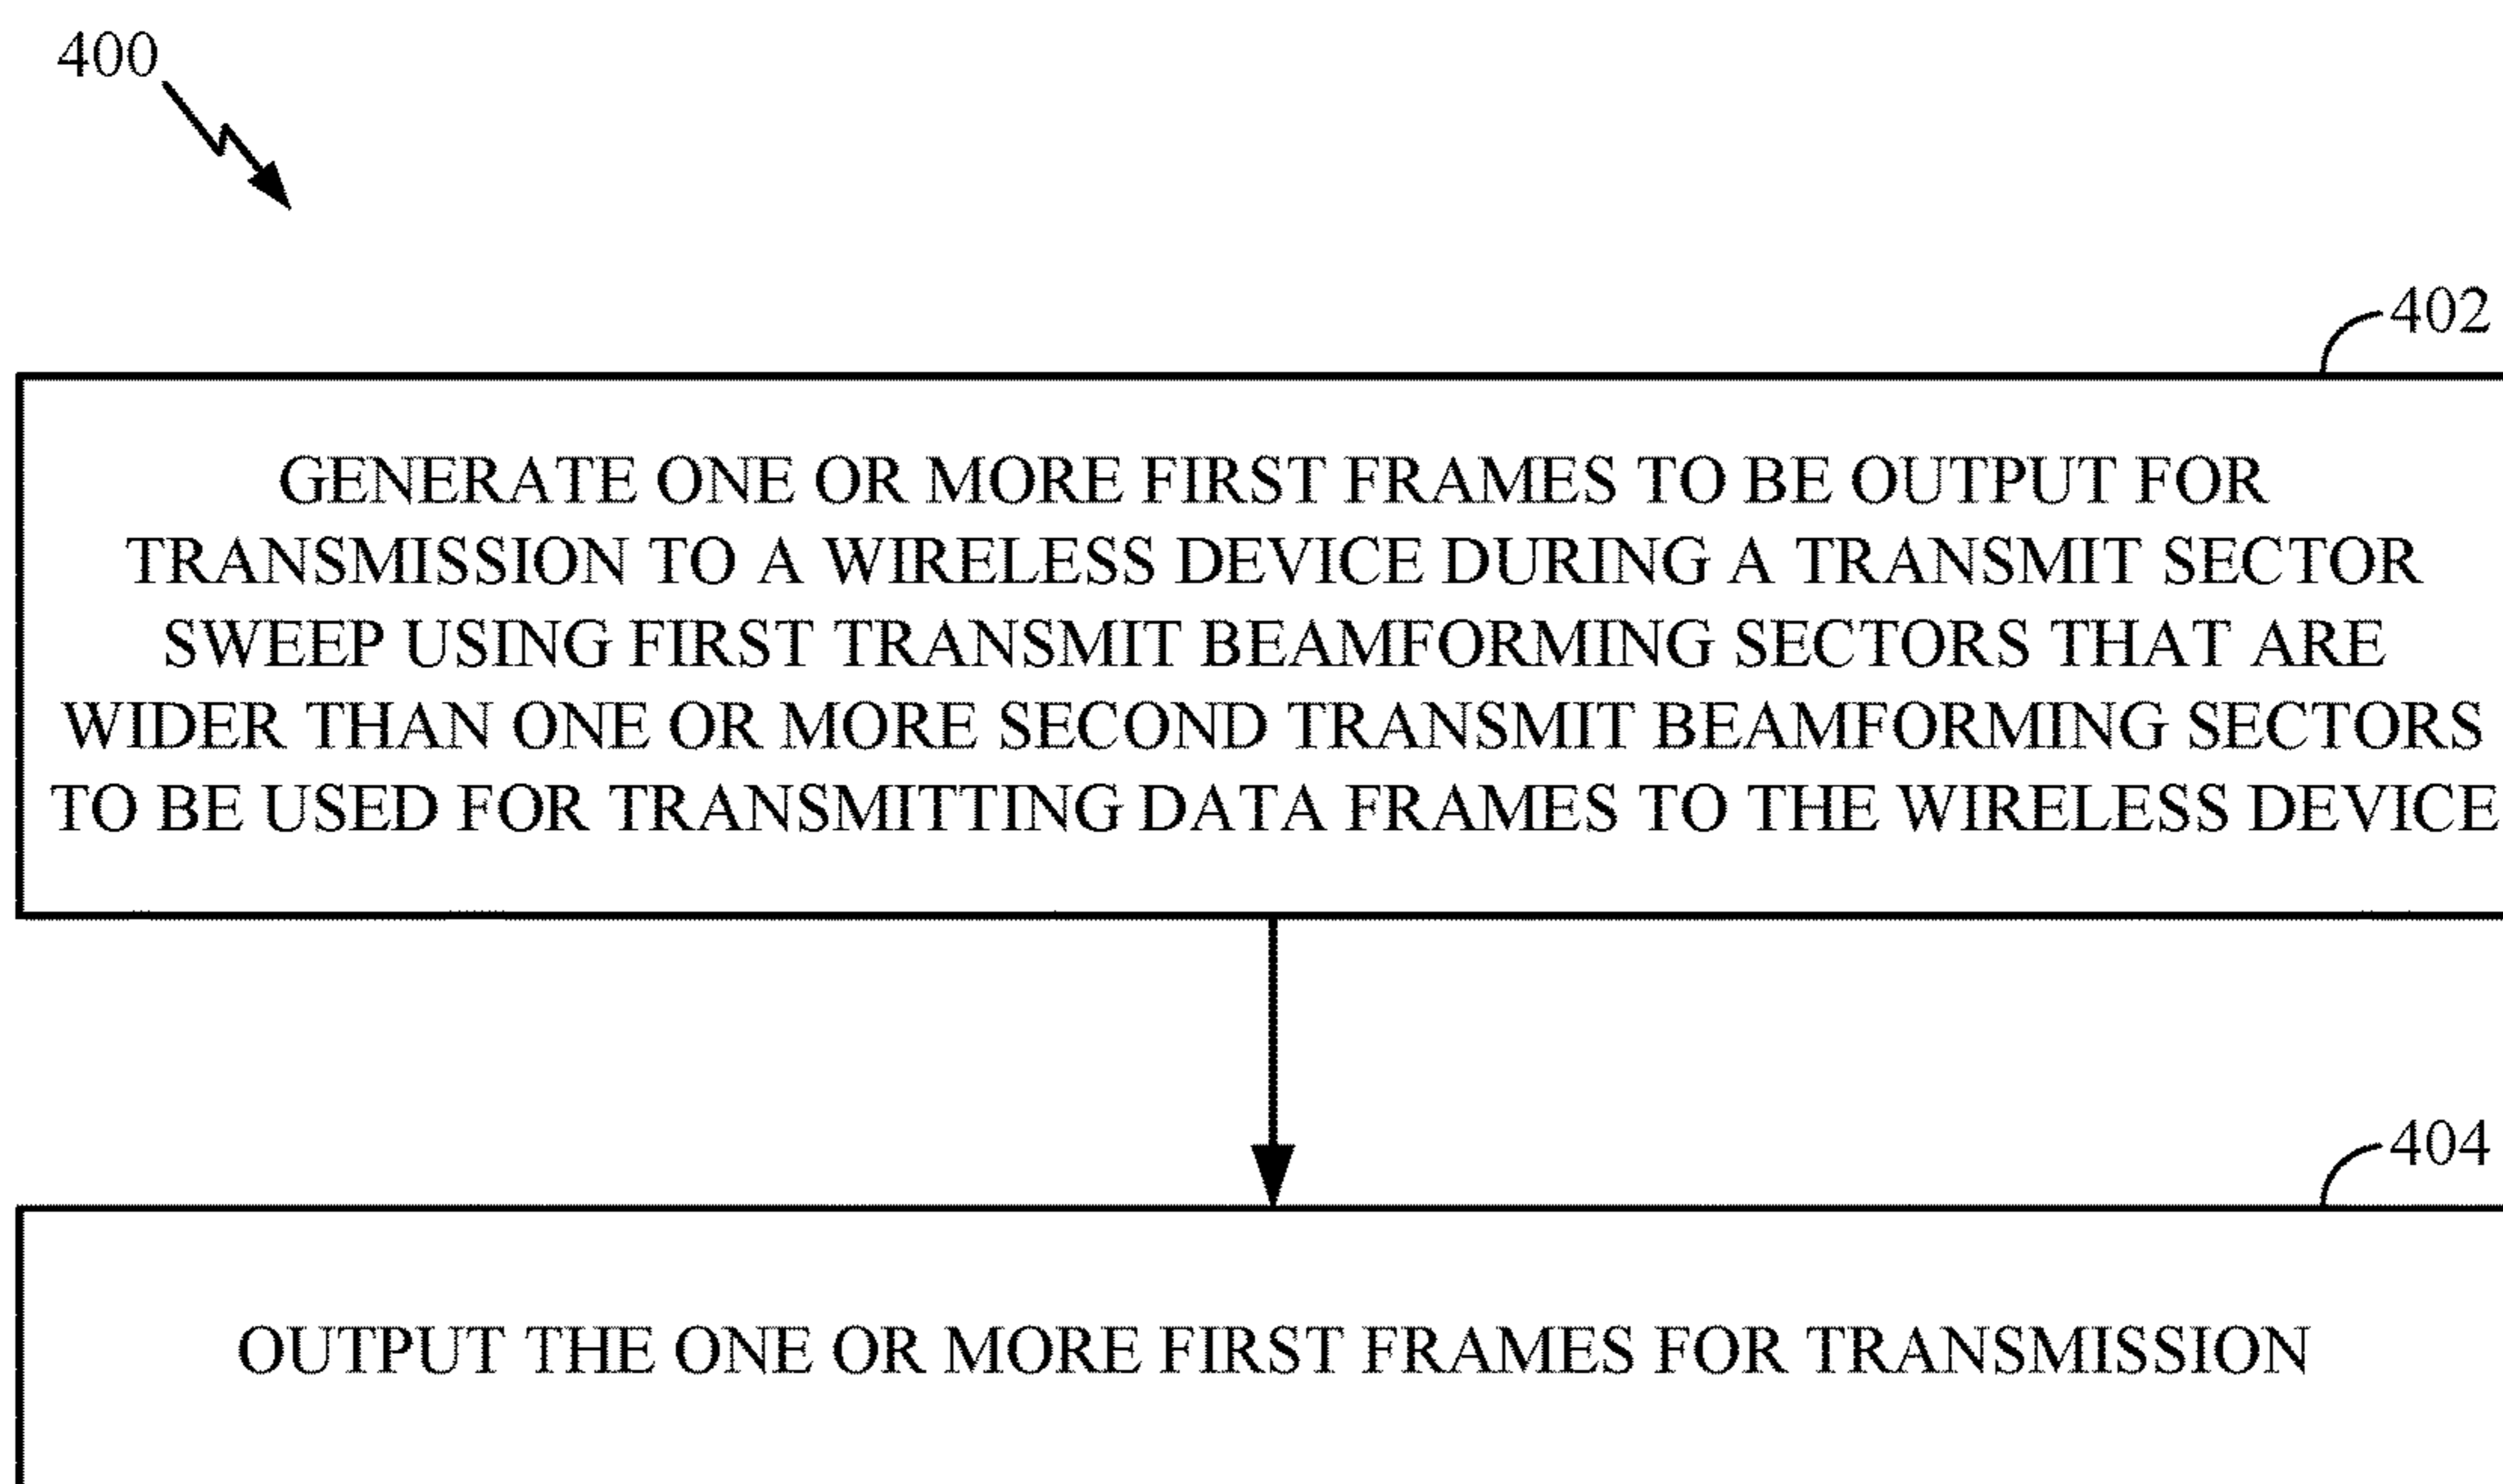 400
402
GENERATE ONE OR MORE FIRST FRAMES TO BE OUTPUT FOR
TRANSMISSION TO A WIRELESS DEVICE DURING A TRANSMIT SECTOR
SWEEP USING FIRST TRANSMIT BEAMFORMING SECTORS THAT ARE
WIDER THAN ONE OR MORE SECOND TRANSMIT BEAMFORMING SECTORS
TO BE USED FOR TRANSMITTING DATA FRAMES TO THE WIRELESS DEVICE
404
OUTPUT THE ONE OR MORE FIRST FRAMES FOR TRANSMISSION